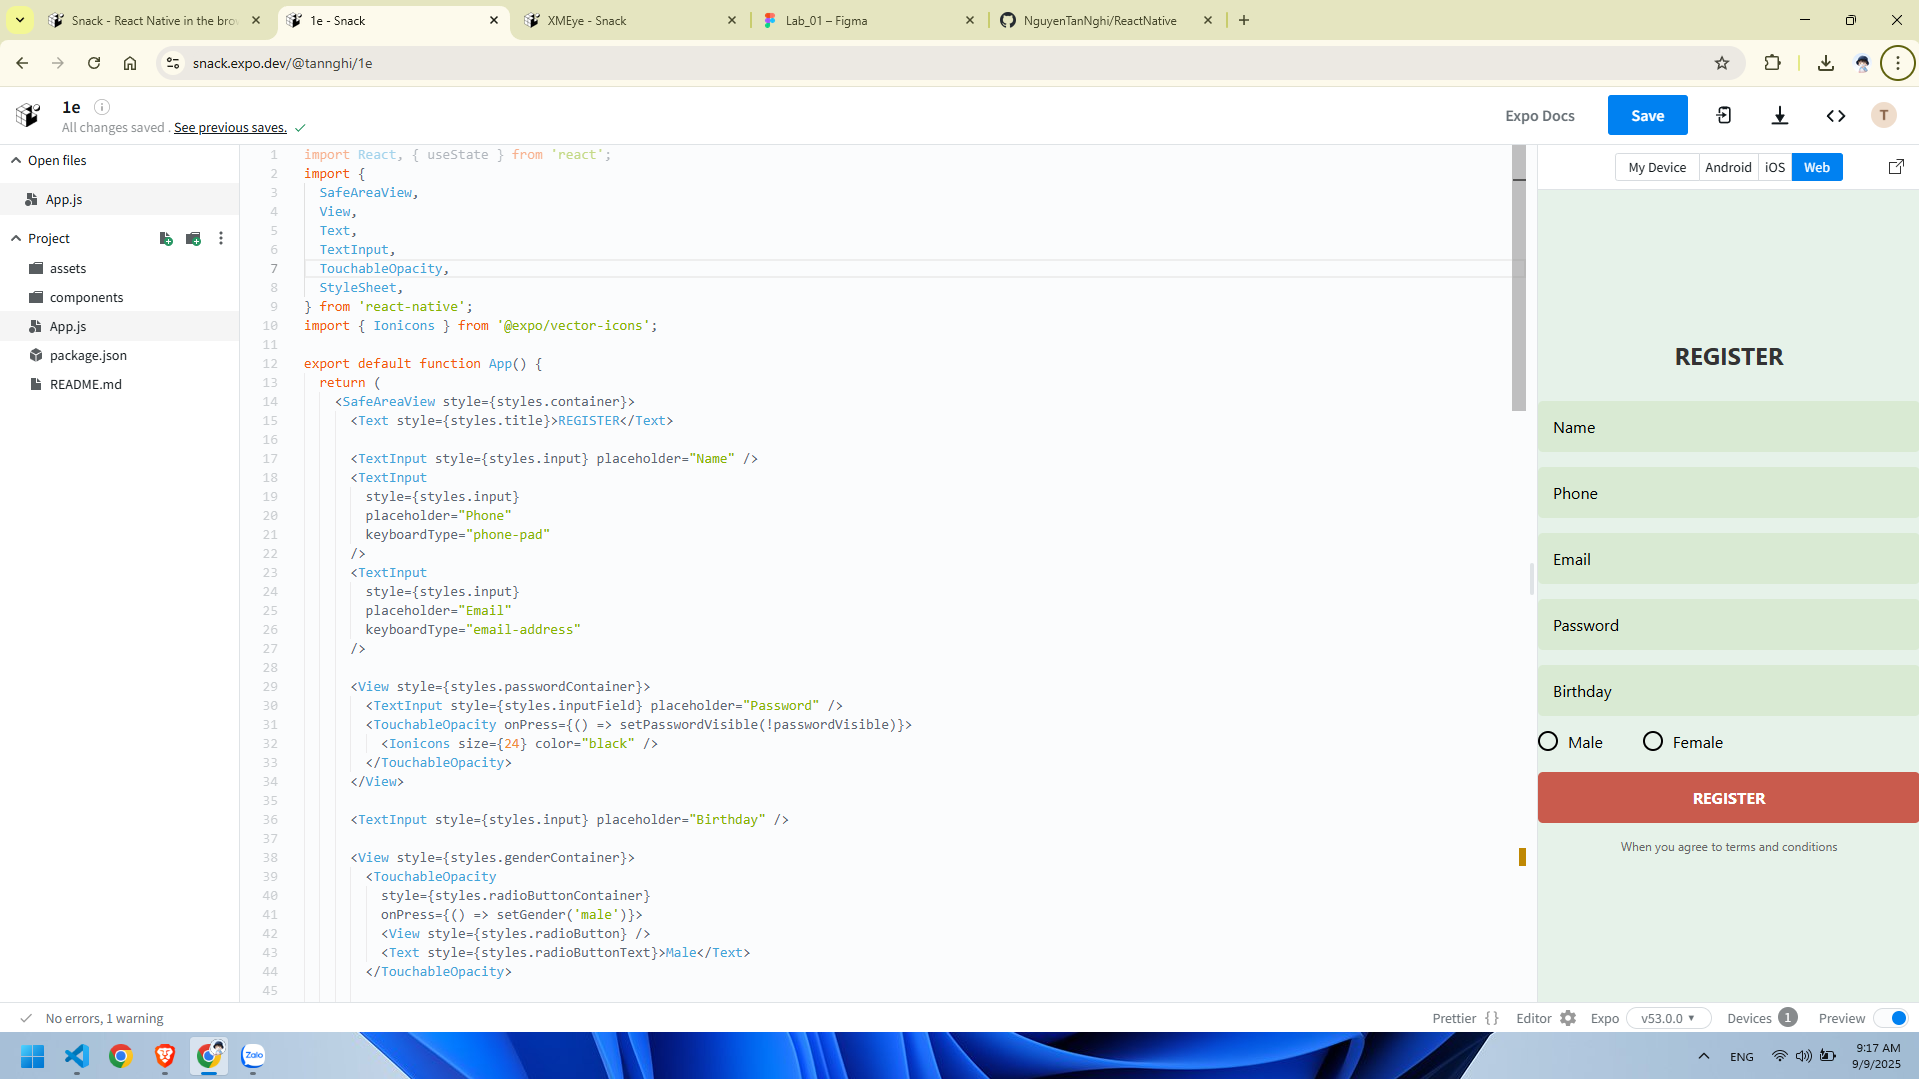 Snack - React Native in the brow
1e - Snack
XMEye - Snack
Lab_01 – Figma
NguyenTanNghi/ReactNative
snack.expo.dev/@tannghi/1e
1e
All changes saved . See previous saves.
Expo Docs
Save
T
Open files
App.js
Project
assets
components
App.js
package.json
README.md
1 import React, { useState } from 'react';
2 import {
3 SafeAreaView,
4 View,
5 Text,
6 TextInput,
7 TouchableOpacity,
8 StyleSheet,
9 } from 'react-native';
10 import { Ionicons } from '@expo/vector-icons';
11
12 export default function App() {
13 return (
14 <SafeAreaView style={styles.container}>
15 <Text style={styles.title}>REGISTER</Text>
16
17 <TextInput style={styles.input} placeholder="Name" />
18 <TextInput
19 style={styles.input}
20 placeholder="Phone"
21 keyboardType="phone-pad"
22 />
23 <TextInput
24 style={styles.input}
25 placeholder="Email"
26 keyboardType="email-address"
27 />
28
29 <View style={styles.passwordContainer}>
30 <TextInput style={styles.inputField} placeholder="Password" />
31 <TouchableOpacity onPress={() => setPasswordVisible(!passwordVisible)}>
32 <Ionicons size={24} color="black" />
33 </TouchableOpacity>
34 </View>
35
36 <TextInput style={styles.input} placeholder="Birthday" />
37
38 <View style={styles.genderContainer}>
39 <TouchableOpacity
40 style={styles.radioButtonContainer}
41 onPress={() => setGender('male')}>
42 <View style={styles.radioButton} />
43 <Text style={styles.radioButtonText}>Male</Text>
44 </TouchableOpacity>
45
My Device
Android
iOS
Web
REGISTER
Name
Phone
Email
Password
Birthday
Male
Female
REGISTER
When you agree to terms and conditions
No errors, 1 warning
Prettier {}
Editor
Expo
v53.0.0
Devices 1
Preview
Zalo
ENG
9:17 AM
9/9/2025